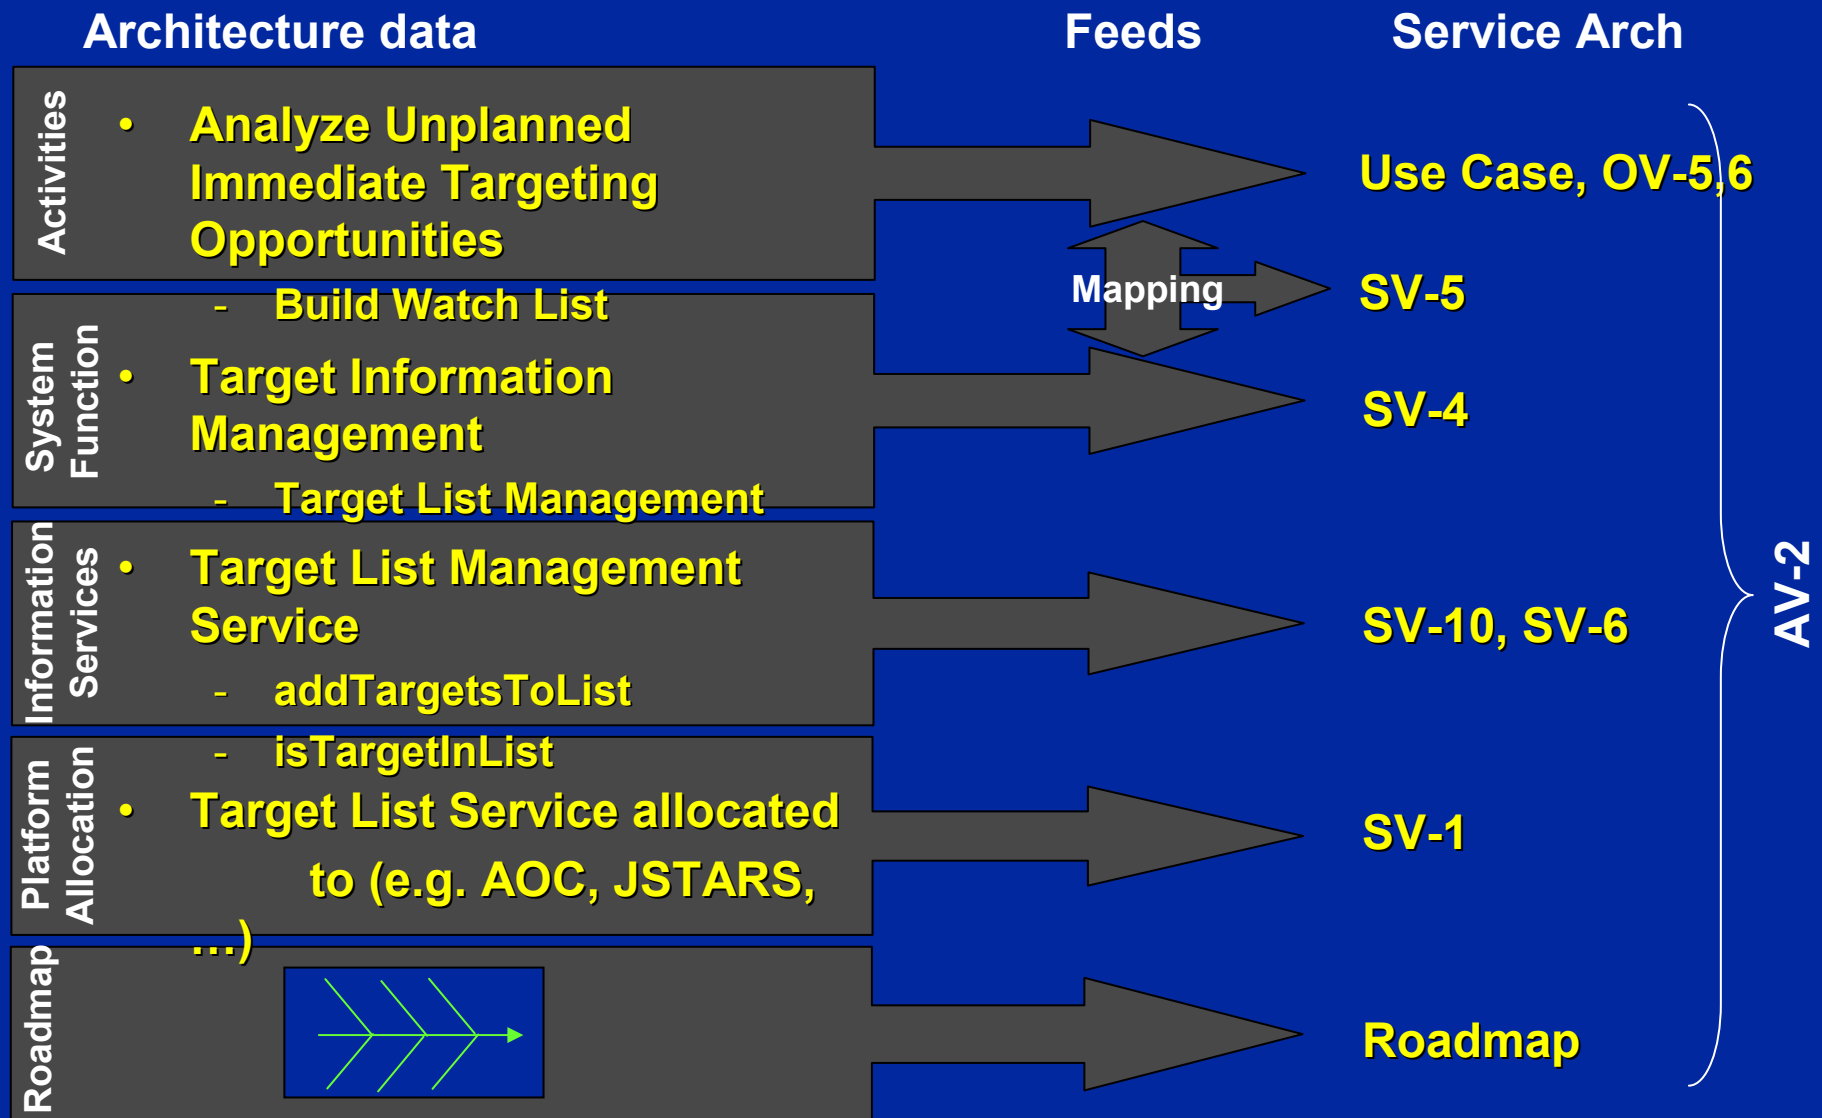 Architecture data
Feeds
Service Arch
Activities
• Analyze Unplanned
Immediate Targeting
Opportunities
- Build Watch List
Use Case, OV-5,6
Mapping
SV-5
System
Function
• Target Information
Management
- Target List Management
SV-4
Information
Services
• Target List Management
Service
- addTargetsToList
- isTargetInList
SV-10, SV-6
Platform
Allocation
• Target List Service allocated
to (e.g. AOC, JSTARS,
…)
SV-1
Roadmap
Roadmap
AV-2